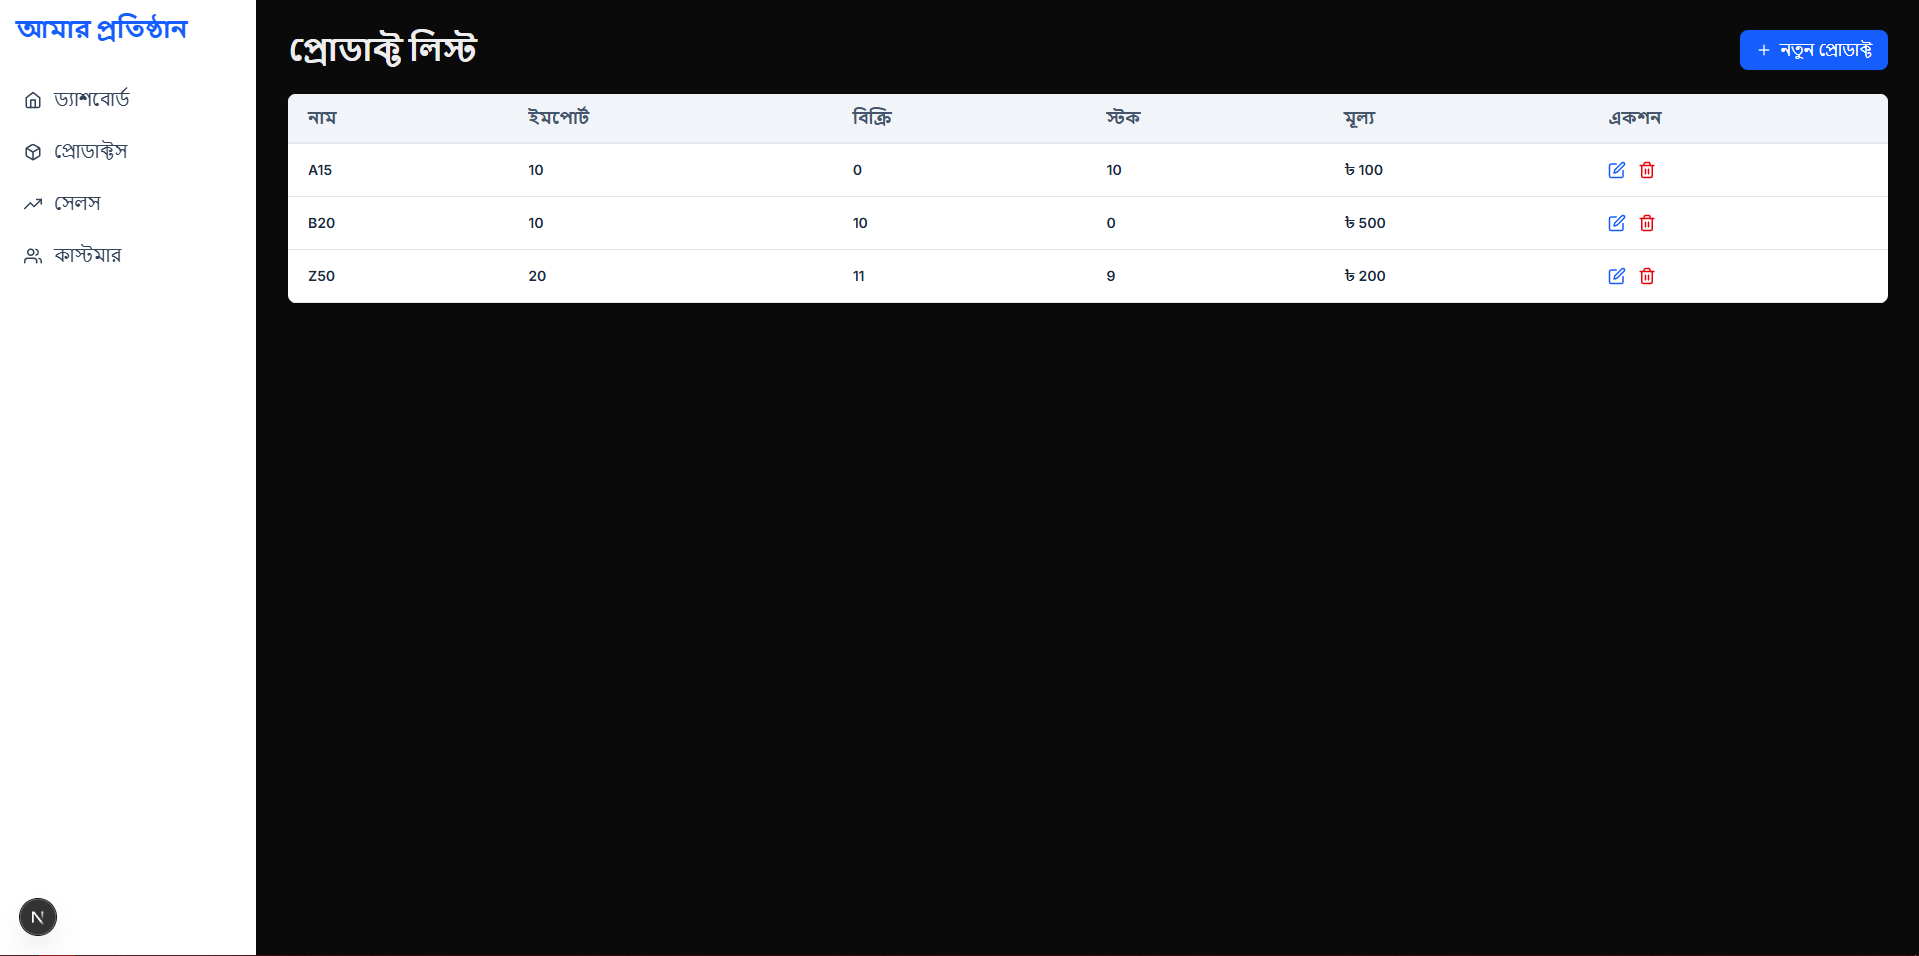 আমার প্রতিষ্ঠান
ড্যাশবোর্ড
প্রোডাক্টস
সেলস
কাস্টমার
N
প্রোডাক্ট লিস্ট
+ নতুন প্রোডাক্ট
নাম ইমপোর্ট বিক্রি স্টক মূল্য একশন
A15 10 0 10 ৳ 100
B20 10 10 0 ৳ 500
Z50 20 11 9 ৳ 200